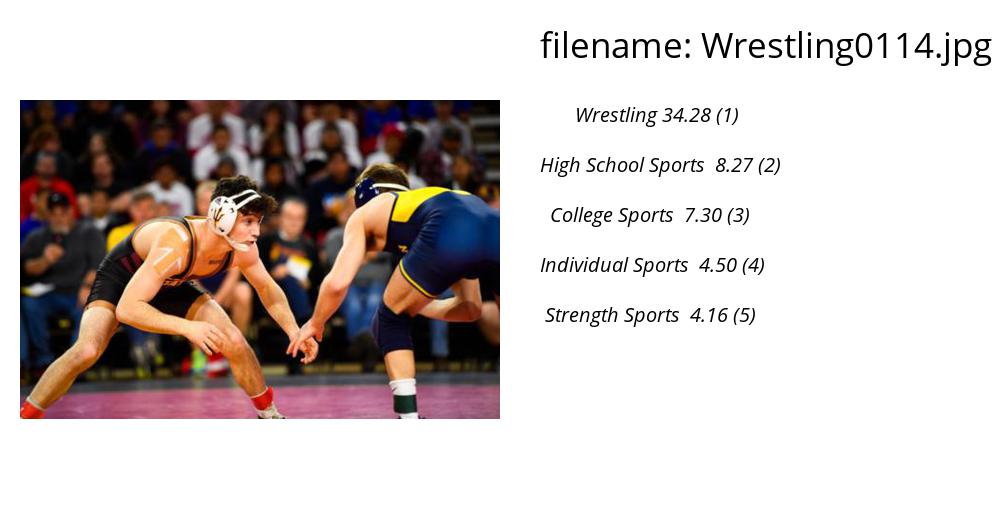 filename: Wrestling0114.jpg
Wrestling 34.28 (1)
High School Sports 8.27 (2)
College Sports 7.30 (3)
Individual Sports 4.50 (4)
Strength Sports 4.16 (5)